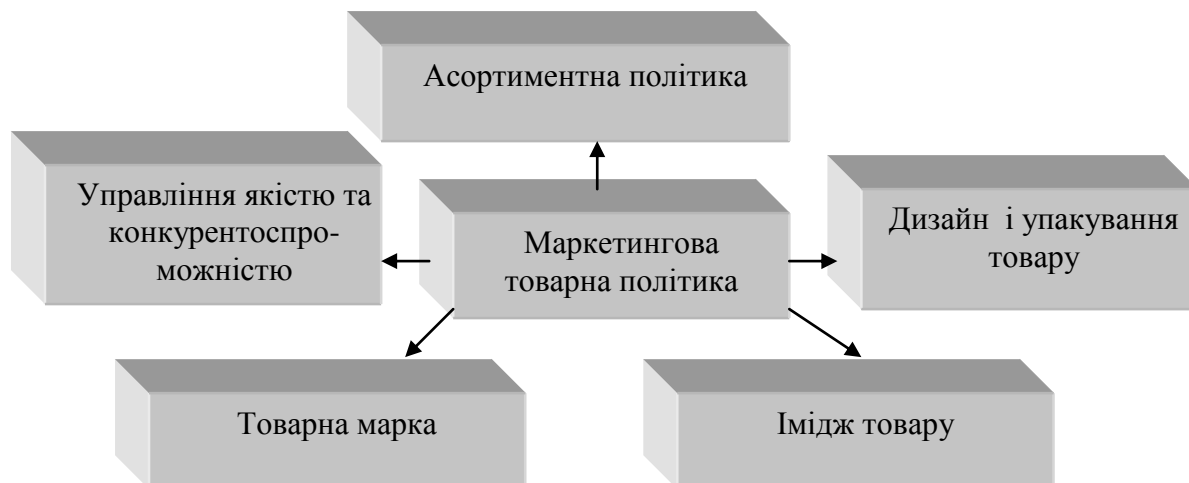 Асортиментна політика
Управління якістю та
конкурентоспро-
можністю
Маркетингова
товарна політика
Дизайн і упакування
товару
Товарна марка
Імідж товару